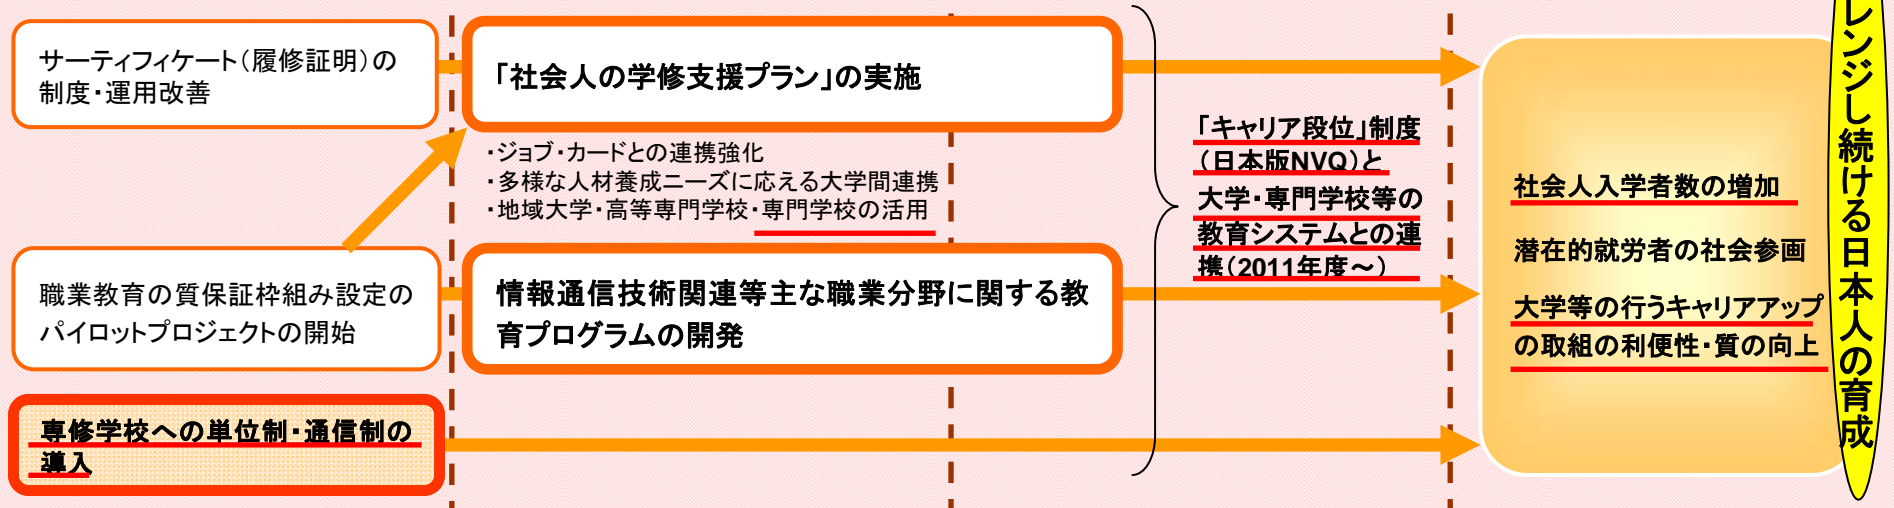 サーティフィケート（履修証明）の
制度・運用改善
「社会人の学修支援プラン」の実施
・ジョブ・カードとの連携強化
・多様な人材養成ニーズに応える大学間連携
・地域大学・高等専門学校・専門学校の活用
職業教育の質保証枠組み設定の
パイロットプロジェクトの開始
情報通信技術関連等主な職業分野に関する教
育プログラムの開発
専修学校への単位制・通信制の
導入
「キャリア段位」制度
（日本版NVQ）と
大学・専門学校等の
教育システムとの連
携（2011年度～）
社会人入学者数の増加
潜在的就労者の社会参画
大学等の行うキャリアアップ
の取組の利便性・質の向上
レンジし続ける日本人の育成